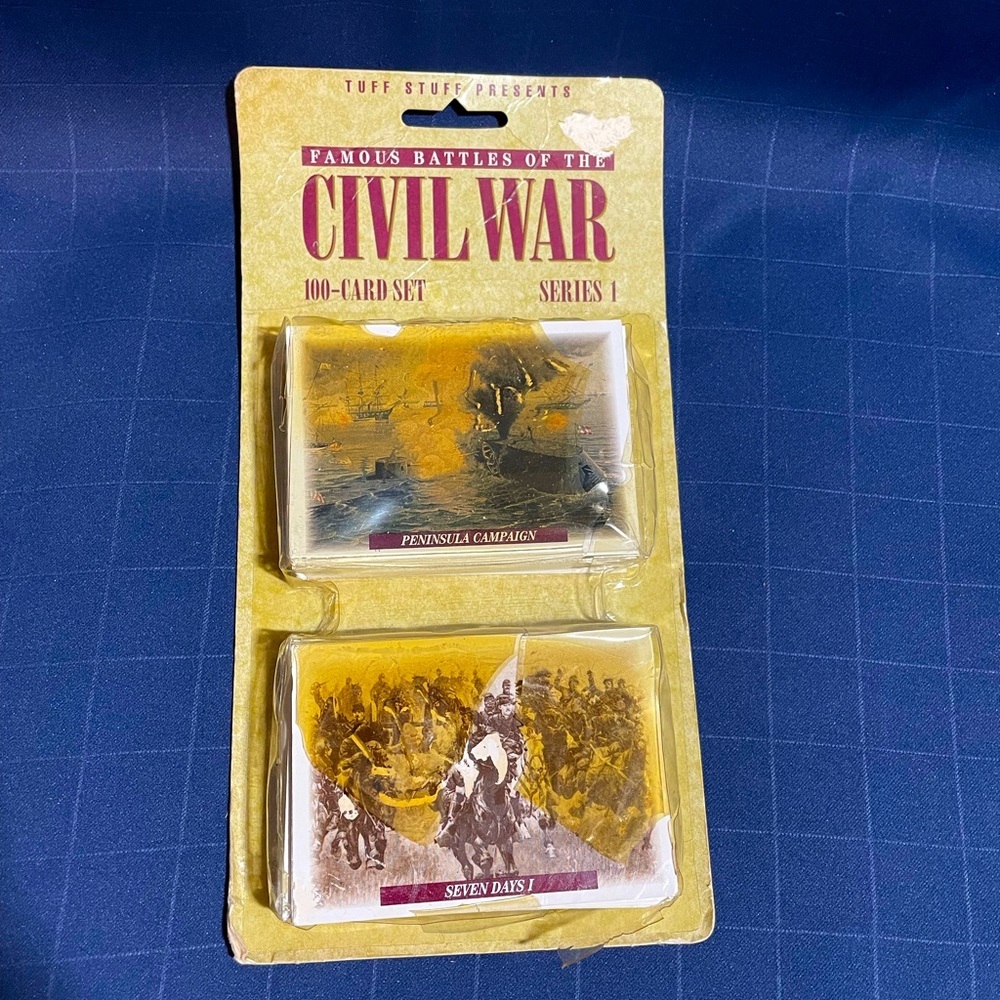 TUFF STUFF PRESENTS
FAMOUS BATTLES OF THE
CIVIL WAR
100-CARD SET
SERIES 1
PENINSULA CAMPAIGN
SEVEN DAYS I